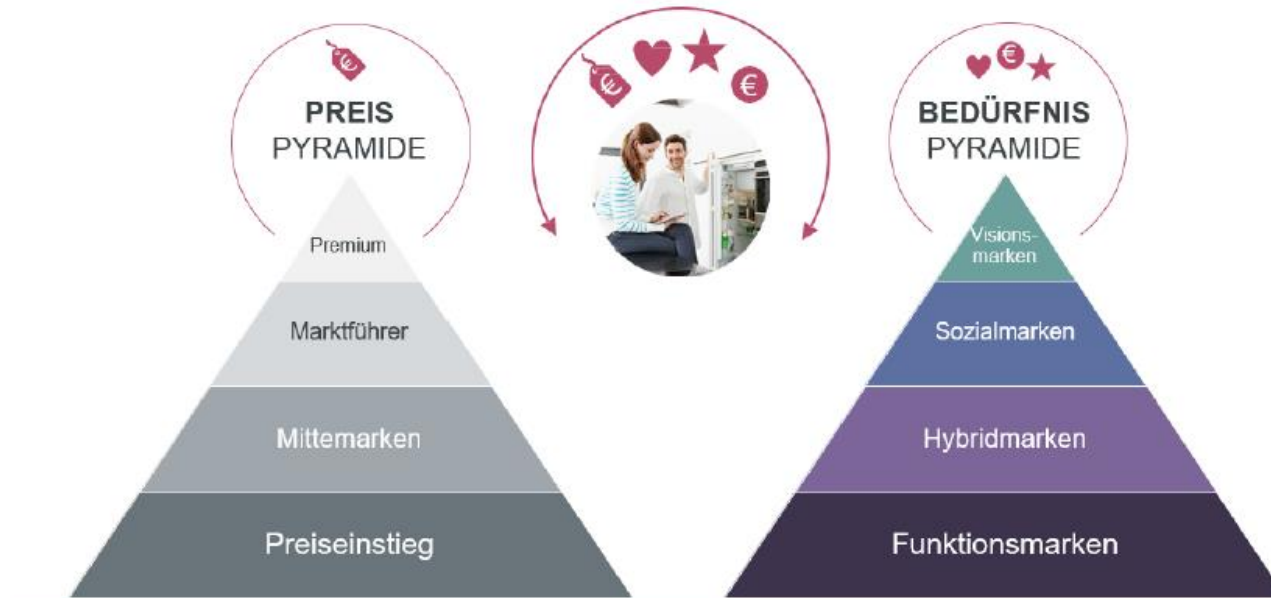 PREIS
PYRAMIDE
Premium
Marktführer
Mittemarken
Preiseinstieg
€
€
€
BEDÜRFNIS
PYRAMIDE
Visions-
marken
Sozialmarken
Hybridmarken
Funktionsmarken
€